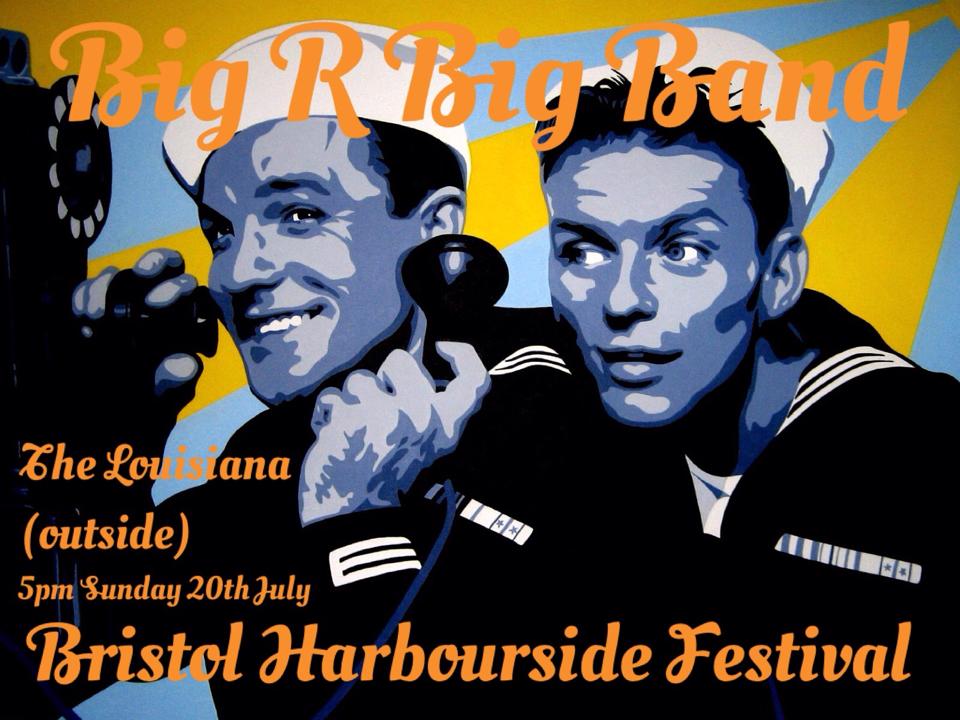 Big R Big Band
The Louisiana
(outside)
5pm Sunday 20th July
Bristol Harbourside Festival